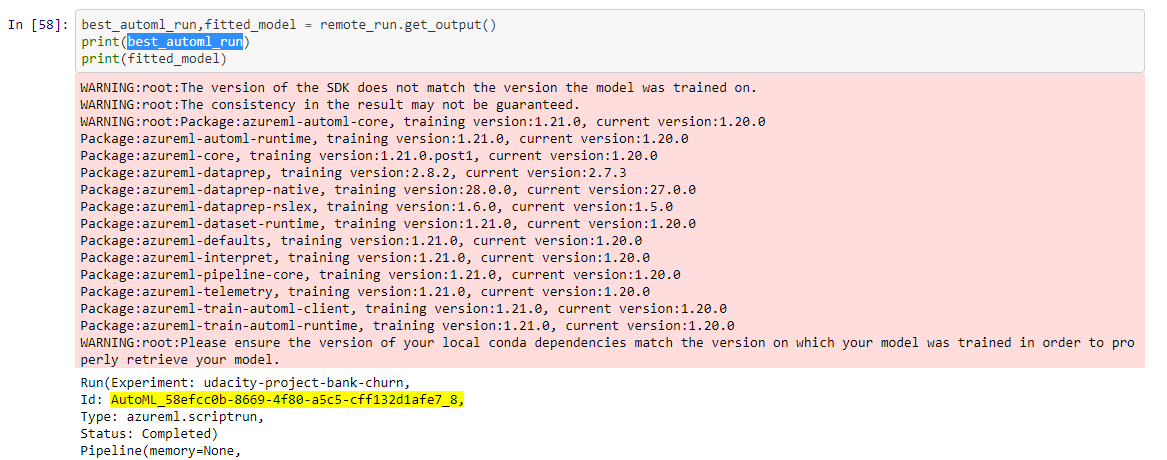 In [58]: best_automl_run,fitted_model = remote_run.get_output()
print(best_automl_run)
print(fitted_model)
WARNING:root:The version of the SDK does not match the version the model was trained on.
WARNING:root:The consistency in the result may not be guaranteed.
WARNING:root:Package:azureml-automl-core, training version:1.21.0, current version:1.20.0
Package:azureml-automl-runtime, training version:1.21.0, current version:1.20.0
Package:azureml-core, training version:1.21.0.post1, current version:1.20.0
Package:azureml-dataprep, training version:2.8.2, current version:2.7.3
Package:azureml-dataprep-native, training version:28.0.0, current version:27.0.0
Package:azureml-dataprep-rslex, training version:1.6.0, current version:1.5.0
Package:azureml-dataset-runtime, training version:1.21.0, current version:1.20.0
Package:azureml-defaults, training version:1.21.0, current version:1.20.0
Package:azureml-interpret, training version:1.21.0, current version:1.20.0
Package:azureml-pipeline-core, training version:1.21.0, current version:1.20.0
Package:azureml-telemetry, training version:1.21.0, current version:1.20.0
Package:azureml-train-automl-client, training version:1.21.0, current version:1.20.0
Package:azureml-train-automl-runtime, training version:1.21.0, current version:1.20.0
WARNING:root:Please ensure the version of your local conda dependencies match the version on which your model was trained in order to pro
perly retrieve your model.
Run(Experiment: udacity-project-bank-churn,
Id: AutoML_58efcc0b-8669-4f80-a5c5-cff132d1afe7_8,
Type: azureml.scriptrun,
Status: Completed)
Pipeline(memory=None,